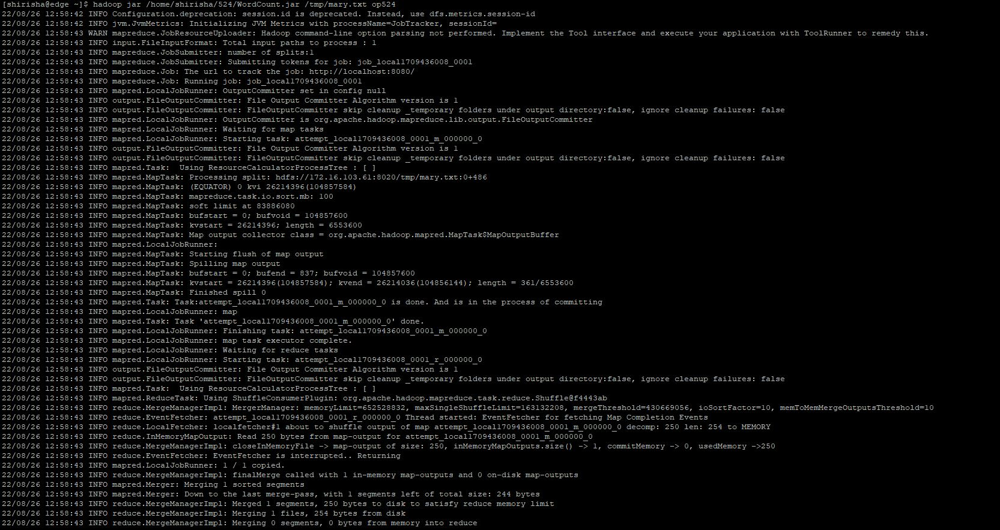 [shirisha@edge ~]$ hadoop jar /home/shirisha/524/WordCount.jar /tmp/mary.txt op524
22/08/26 12:58:42 INFO Configuration.deprecation: session.id is deprecated. Instead, use dfs.metrics.session-id
22/08/26 12:58:42 INFO jvm.JvmMetrics: Initializing JVM Metrics with processName=JobTracker, sessionId=
22/08/26 12:58:43 WARN mapreduce.JobResourceUploader: Hadoop command-line option parsing not performed. Implement the Tool interface and execute your application with ToolRunner to remedy this.
22/08/26 12:58:43 INFO input.FileInputFormat: Total input paths to process : 1
22/08/26 12:58:43 INFO mapreduce.JobSubmitter: number of splits:1
22/08/26 12:58:43 INFO mapreduce.JobSubmitter: Submitting tokens for job: job_local1709436008_0001
22/08/26 12:58:43 INFO mapreduce.Job: The url to track the job: http://localhost:8080/
22/08/26 12:58:43 INFO mapreduce.Job: Running job: job_local1709436008_0001
22/08/26 12:58:43 INFO mapred.LocalJobRunner: OutputCommitter set in config null
22/08/26 12:58:43 INFO output.FileOutputCommitter: File Output Committer Algorithm version is 1
22/08/26 12:58:43 INFO output.FileOutputCommitter: FileOutputCommitter skip cleanup _temporary folders under output directory:false, ignore cleanup failures: false
22/08/26 12:58:43 INFO mapred.LocalJobRunner: OutputCommitter is org.apache.hadoop.mapreduce.lib.output.FileOutputCommitter
22/08/26 12:58:43 INFO mapred.LocalJobRunner: Waiting for map tasks
22/08/26 12:58:43 INFO mapred.LocalJobRunner: Starting task: attempt_local1709436008_0001_m_000000_0
22/08/26 12:58:43 INFO output.FileOutputCommitter: File Output Committer Algorithm version is 1
22/08/26 12:58:43 INFO output.FileOutputCommitter: FileOutputCommitter skip cleanup _temporary folders under output directory:false, ignore cleanup failures: false
22/08/26 12:58:43 INFO mapred.Task:  Using ResourceCalculatorProcessTree : [ ]
22/08/26 12:58:43 INFO mapred.MapTask: Processing split: hdfs://172.16.103.61:8020/tmp/mary.txt:0+486
22/08/26 12:58:43 INFO mapred.MapTask: (EQUATOR) 0 kvi 26214396(104857584)
22/08/26 12:58:43 INFO mapred.MapTask: mapreduce.task.io.sort.mb: 100
22/08/26 12:58:43 INFO mapred.MapTask: soft limit at 83886080
22/08/26 12:58:43 INFO mapred.MapTask: bufstart = 0; bufvoid = 104857600
22/08/26 12:58:43 INFO mapred.MapTask: kvstart = 26214396; length = 6553600
22/08/26 12:58:43 INFO mapred.MapTask: Map output collector class = org.apache.hadoop.mapred.MapTask$MapOutputBuffer
22/08/26 12:58:43 INFO mapred.LocalJobRunner:
22/08/26 12:58:43 INFO mapred.MapTask: Starting flush of map output
22/08/26 12:58:43 INFO mapred.MapTask: Spilling map output
22/08/26 12:58:43 INFO mapred.MapTask: bufstart = 0; bufend = 837; bufvoid = 104857600
22/08/26 12:58:43 INFO mapred.MapTask: kvstart = 26214396(104857584); kvend = 26214036(104856144); length = 361/6553600
22/08/26 12:58:43 INFO mapred.MapTask: Finished spill 0
22/08/26 12:58:43 INFO mapred.Task: Task:attempt_local1709436008_0001_m_000000_0 is done. And is in the process of committing
22/08/26 12:58:43 INFO mapred.LocalJobRunner: map
22/08/26 12:58:43 INFO mapred.Task: Task 'attempt_local1709436008_0001_m_000000_0' done.
22/08/26 12:58:43 INFO mapred.LocalJobRunner: Finishing task: attempt_local1709436008_0001_m_000000_0
22/08/26 12:58:43 INFO mapred.LocalJobRunner: map task executor complete.
22/08/26 12:58:43 INFO mapred.LocalJobRunner: Waiting for reduce tasks
22/08/26 12:58:43 INFO mapred.LocalJobRunner: Starting task: attempt_local1709436008_0001_r_000000_0
22/08/26 12:58:43 INFO output.FileOutputCommitter: File Output Committer Algorithm version is 1
22/08/26 12:58:43 INFO output.FileOutputCommitter: FileOutputCommitter skip cleanup _temporary folders under output directory:false, ignore cleanup failures: false
22/08/26 12:58:43 INFO mapred.Task:  Using ResourceCalculatorProcessTree : [ ]
22/08/26 12:58:43 INFO mapred.ReduceTask: Using ShuffleConsumerPlugin: org.apache.hadoop.mapreduce.task.reduce.Shuffle@f4443ab
22/08/26 12:58:43 INFO reduce.MergeManagerImpl: MergerManager: memoryLimit=652528832, maxSingleShuffleLimit=163132208, mergeThreshold=430669056, ioSortFactor=10, memToMemMergeOutputsThreshold=10
22/08/26 12:58:43 INFO reduce.EventFetcher: attempt_local1709436008_0001_r_000000_0 Thread started: EventFetcher for fetching Map Completion Events
22/08/26 12:58:43 INFO reduce.LocalFetcher: localfetcher#1 about to shuffle output of map attempt_local1709436008_0001_m_000000_0 decomp: 250 len: 254 to MEMORY
22/08/26 12:58:43 INFO reduce.InMemoryMapOutput: Read 250 bytes from map-output for attempt_local1709436008_0001_m_000000_0
22/08/26 12:58:43 INFO reduce.MergeManagerImpl: closeInMemoryFile -> map-output of size: 250, inMemoryMapOutputs.size() -> 1, commitMemory -> 0, usedMemory ->250
22/08/26 12:58:43 INFO reduce.EventFetcher: EventFetcher is interrupted.. Returning
22/08/26 12:58:43 INFO mapred.LocalJobRunner: 1 / 1 copied.
22/08/26 12:58:43 INFO reduce.MergeManagerImpl: finalMerge called with 1 in-memory map-outputs and 0 on-disk map-outputs
22/08/26 12:58:43 INFO mapred.Merger: Merging 1 sorted segments
22/08/26 12:58:43 INFO mapred.Merger: Down to the last merge-pass, with 1 segments left of total size: 244 bytes
22/08/26 12:58:43 INFO reduce.MergeManagerImpl: Merged 1 segments, 250 bytes to disk to satisfy reduce memory limit
22/08/26 12:58:43 INFO reduce.MergeManagerImpl: Merging 1 files, 254 bytes from disk
22/08/26 12:58:43 INFO reduce.MergeManagerImpl: Merging 0 segments, 0 bytes from memory into reduce